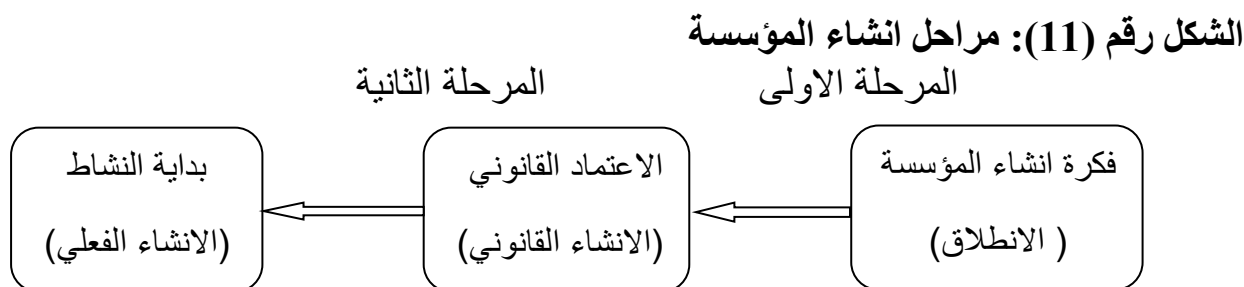 الشكل رقم (11): مراحل انشاء المؤسسة
المرحلة الاولى
المرحلة الثانية
فكرة انشاء المؤسسة
( الانطلاق)
الاعتماد القانوني
(الانشاء القانوني)
بداية النشاط
(الانشاء الفعلي)